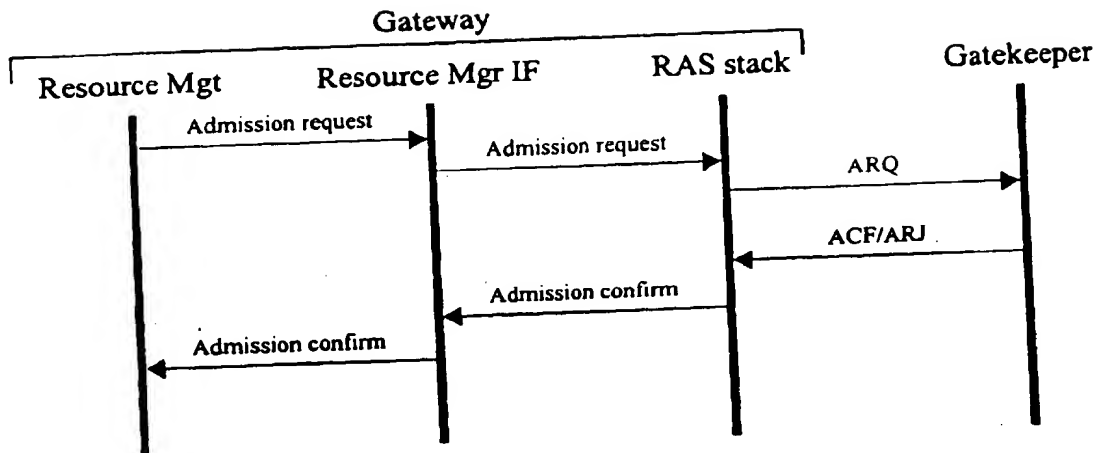 Gateway
Resource Mgt
Resource Mgr IF
RAS stack
Gatekeeper
Admission request
Admission request
ARQ
ACF/ARJ
Admission confirm
Admission confirm